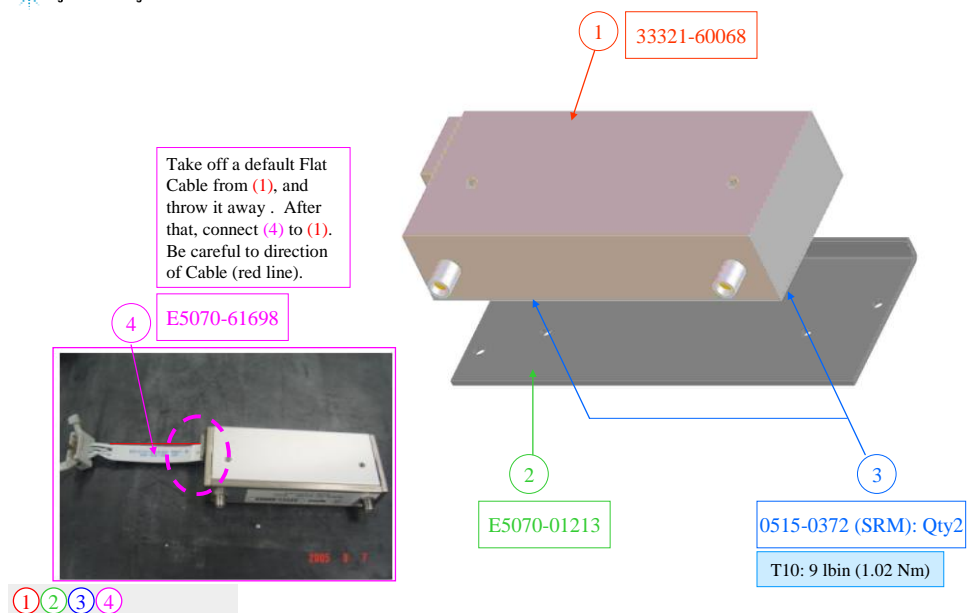 1
33321-60068
Take off a default Flat
Cable from (1), and
throw it away . After
that, connect (4) to (1).
Be careful to direction
of Cable (red line).
4
E5070-61698
2
E5070-01213
3
0515-0372 (SRM): Qty2
T10: 9 lbin (1.02 Nm)
1 2 3 4